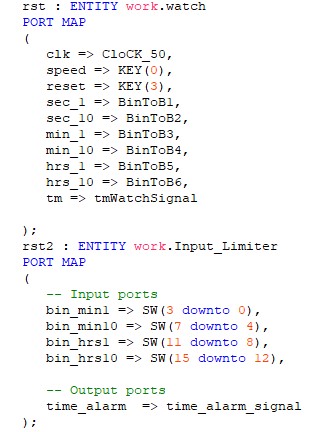 rst : ENTITY work.watch
PORT MAP
(
clk => CloCK_50,
speed => KEY(0),
reset => KEY(3),
sec_1 => BinToB1,
sec_10 => BinToB2,
min_1 => BinToB3,
min_10 => BinToB4,
hrs_1 => BinToB5,
hrs_10 => BinToB6,
tm => tmWatchSignal
);
rst2 : ENTITY work.Input_Limiter
PORT MAP
(
-- Input ports
bin_min1 => SW(3 downto 0),
bin_min10 => SW(7 downto 4),
bin_hrs1 => SW(11 downto 8),
bin_hrs10 => SW(15 downto 12),
-- Output ports
time_alarm  => time_alarm_signal
);